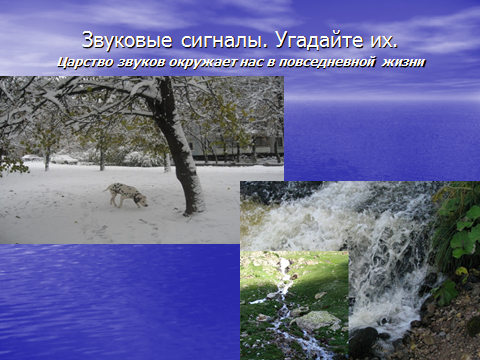 Звуковые сигналы. Угадайте их.
Царство звуков окружает нас в повседневной жизни